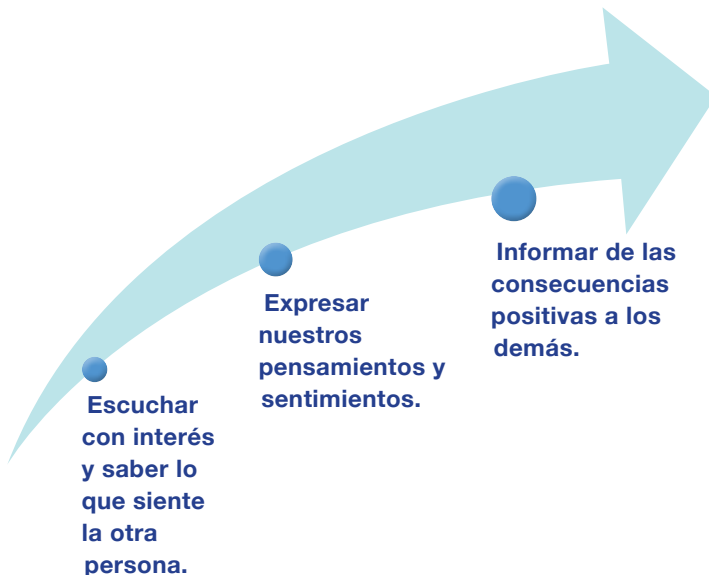 Escuchar
con interés
y saber lo
que siente
la otra
persona.
Expresar
nuestros
pensamientos y
sentimientos.
Informar de las
consecuencias
positivas a los
demás.